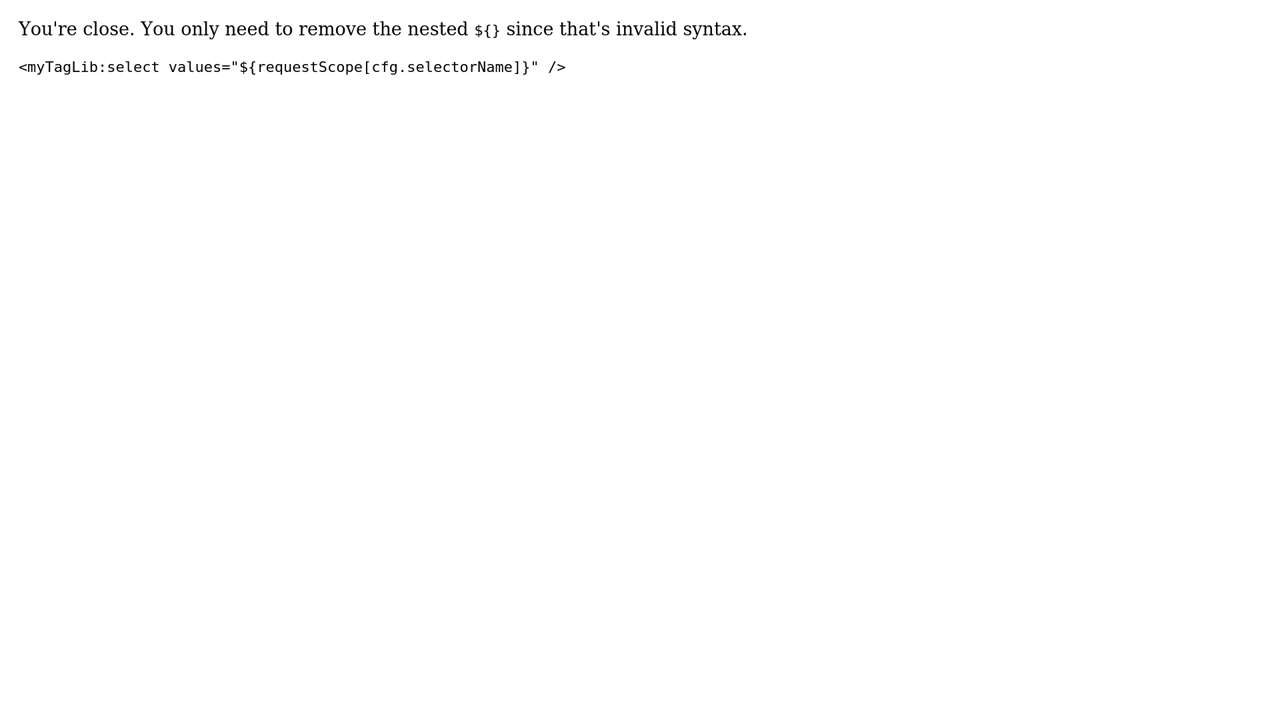 You're close. You only need to remove the nested ${} since that's invalid syntax.
<myTagLib:select values="${requestScope[cfg.selectorName]}" />